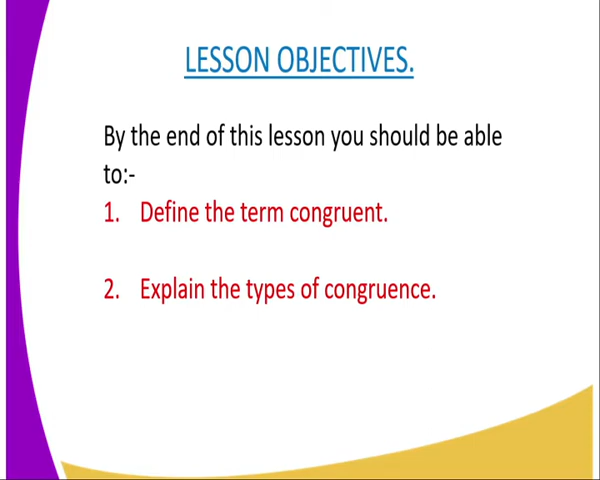 LESSON OBJECTIVES.
By the end of this lesson you should be able
to:-
1. Define the term congruent.
2. Explain the types of congruence.